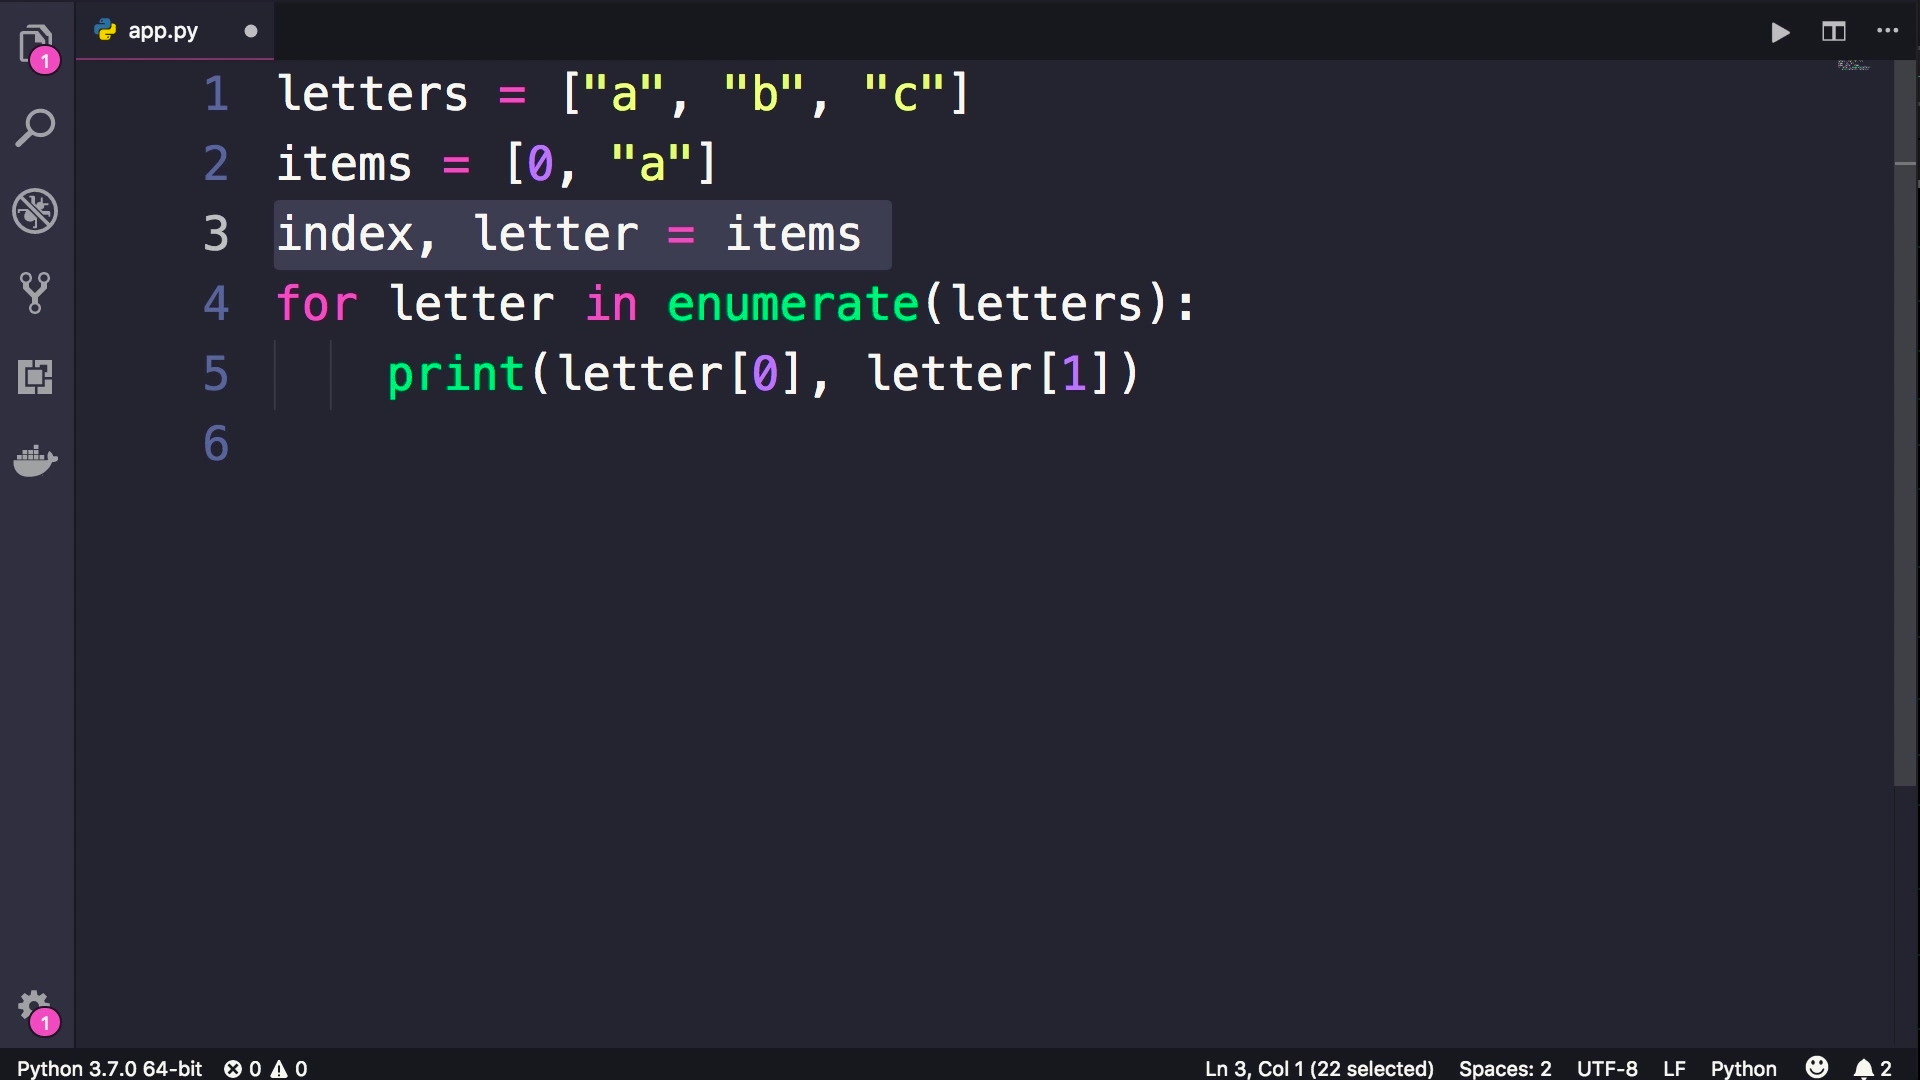 app.py
1
1 letters = ["a", "b", "c"]
2 items = [0, "a"]
3 index, letter = items
4 for letter in enumerate(letters):
5 print(letter[0], letter[1])
6
1
Python 3.7.0 64-bit 0 0 Ln 3, Col 1 (22 selected) Spaces: 2 UTF-8 LF Python 2